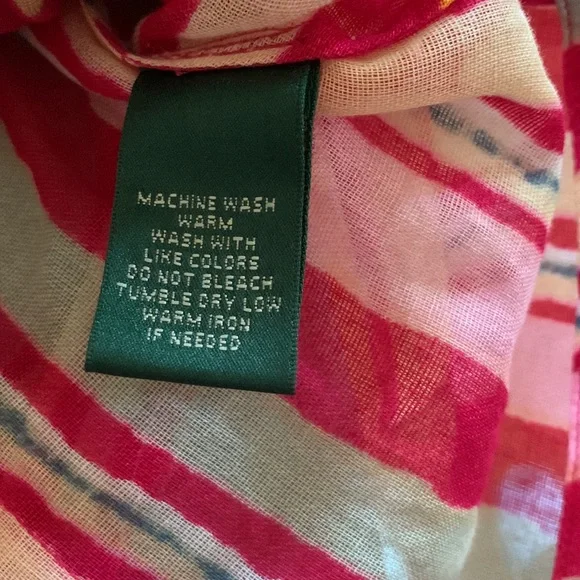 MACHINE WASH
WARM
WASH WITH
LIKE COLORS
DO NOT BLEACH
TUMBLE DRY LOW
WARM IRON
IF NEEDED